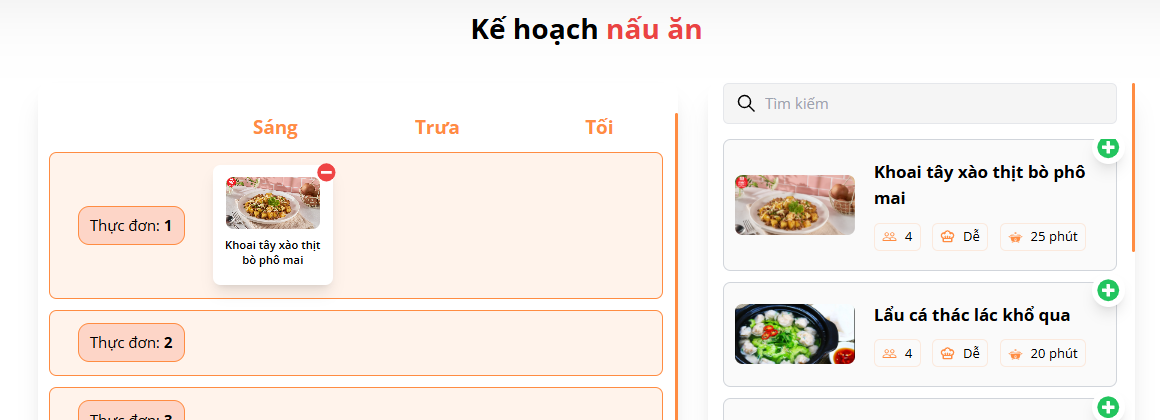 Kế hoạch nấu ăn
Sáng Trưa Tối
Thực đơn: 1
Khoai tây xào thịt
bò phô mai
Thực đơn: 2
Thực đơn: 3
Tìm kiếm
Khoai tây xào thịt bò phô
mai
4 Dễ 25 phút
Lẩu cá thác lác khổ qua
4 Dễ 20 phút